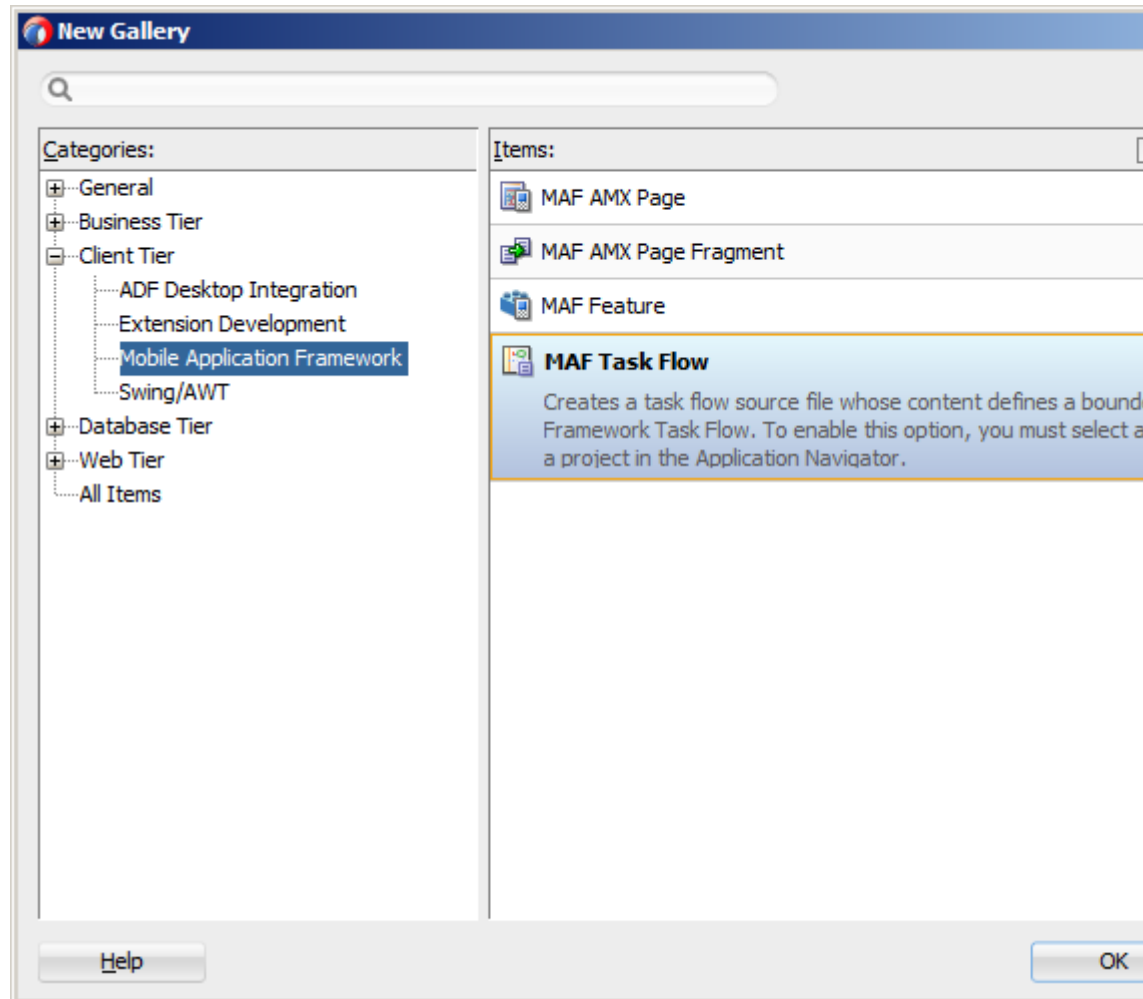 New Gallery
Categories:
General
Business Tier
Client Tier
ADF Desktop Integration
Extension Development
Mobile Application Framework
Swing/AWT
Database Tier
Web Tier
All Items
Items:
MAF AMX Page
MAF AMX Page Fragment
MAF Feature
MAF Task Flow
Creates a task flow source file whose content defines a bound
Framework Task Flow. To enable this option, you must select a
a project in the Application Navigator.
Help
OK